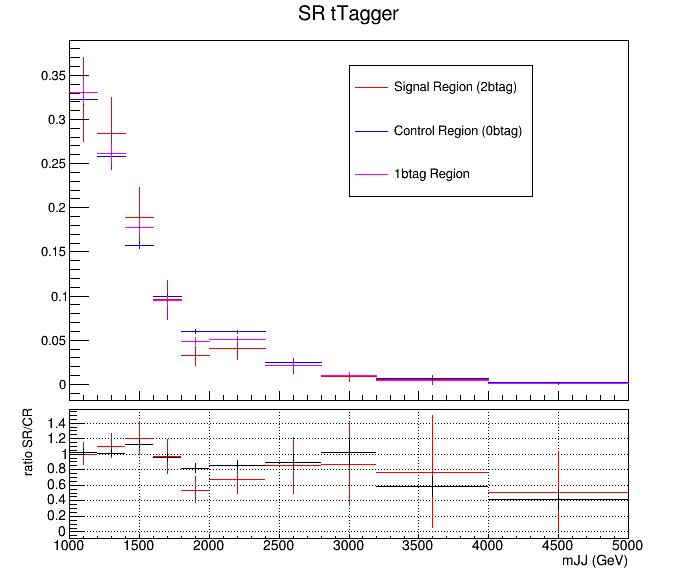 SR tTagger
0.35
0.3
0.25
0.2
0.15
0.1
0.05
0
Signal Region (2btag)
Control Region (0btag)
1btag Region
ratio SR/CR
1.4
1.2
1
0.8
0.6
0.4
0.2
0
1000 1500 2000 2500 3000 3500 4000 4500 5000
mJJ (GeV)